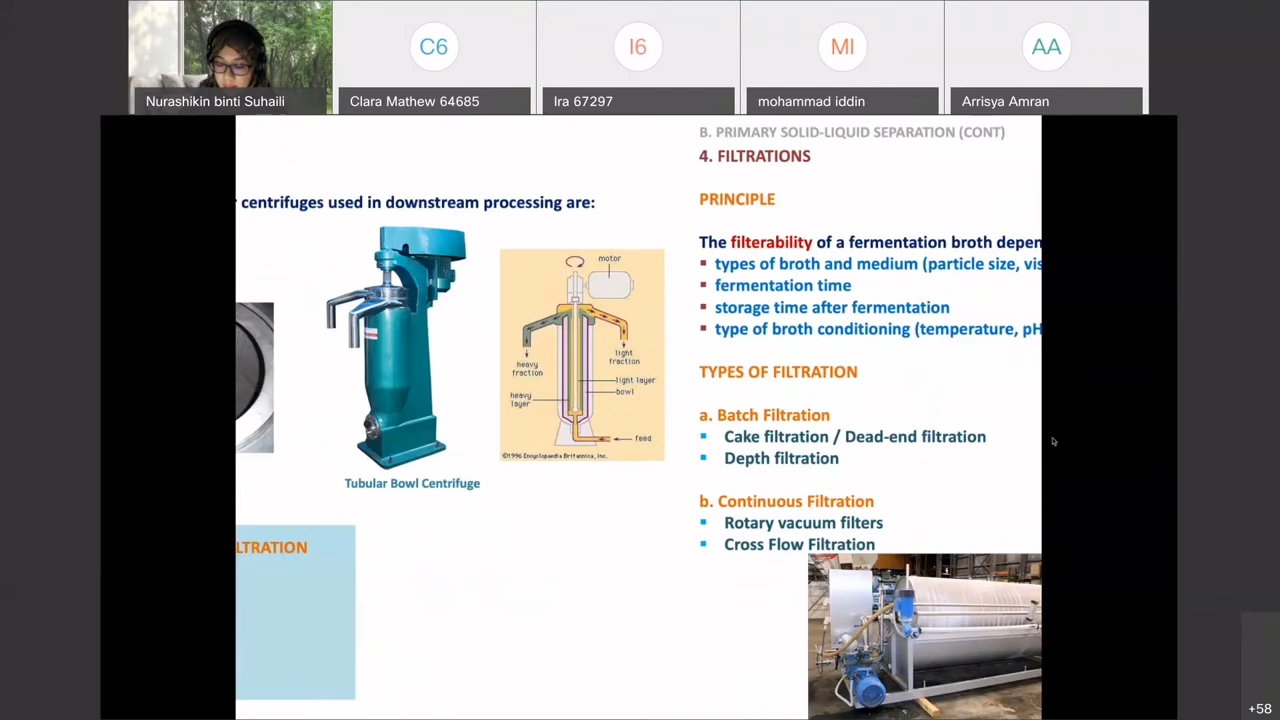 C6
I6
MI
AA
Nurashikin binti Suhaili
Clara Mathew 64685
Ira 67297
mohammad iddin
Arrisya Amran
centrifuges used in downstream processing are:
motor
heavy
fraction
light
fraction
light layer
bowl
heavy
layer
feed
©1996 Encyclopaedia Britannica, Inc.
Tubular Bowl Centrifuge
LTRATION
B. PRIMARY SOLID-LIQUID SEPARATION (CONT)
4. FILTRATIONS
PRINCIPLE
The filterability of a fermentation broth depen
▪ types of broth and medium (particle size, vis
▪ fermentation time
▪ storage time after fermentation
▪ type of broth conditioning (temperature, pH
TYPES OF FILTRATION
a. Batch Filtration
▪ Cake filtration / Dead-end filtration
▪ Depth filtration
b. Continuous Filtration
▪ Rotary vacuum filters
▪ Cross Flow Filtration
+58